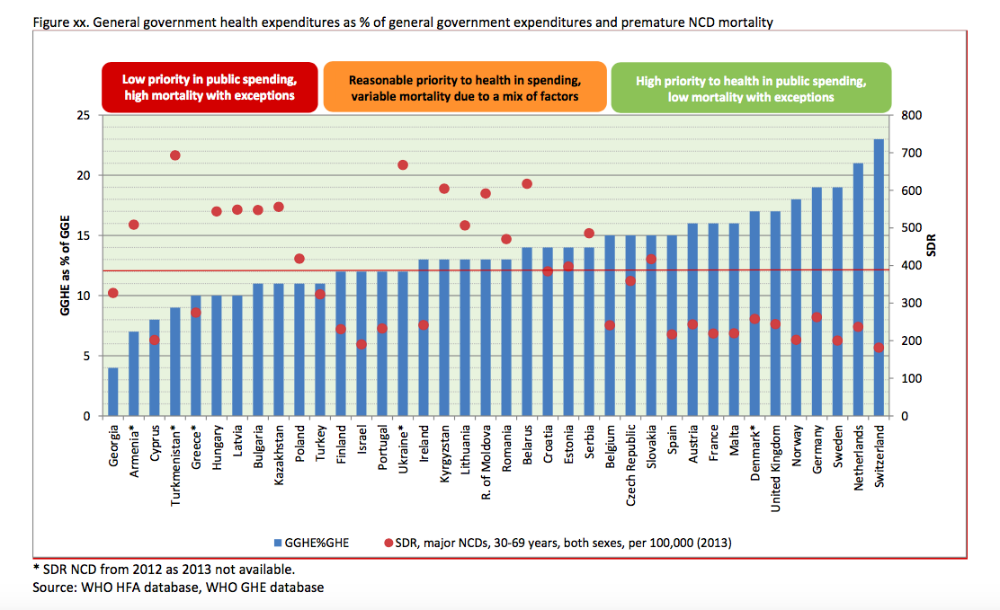 Figure xx. General government health expenditures as % of general government expenditures and premature NCD mortality
Low priority in public spending,
high mortality with exceptions
Reasonable priority to health in spending,
variable mortality due to a mix of factors
High priority to health in public spending,
low mortality with exceptions
25
20
15
10
5
0
GGHE as % of GGE
800
700
600
500
400
300
200
100
0
SDR
Georgia
Armenia*
Cyprus
Turkmenistan*
Greece*
Hungary
Latvia
Bulgaria
Kazakhstan
Poland
Turkey
Finland
Israel
Portugal
Ukraine*
Ireland
Kyrgyzstan
Lithuania
R. of Moldova
Romania
Belarus
Croatia
Estonia
Serbia
Belgium
Czech Republic
Slovakia
Spain
Austria
France
Malta
Denmark*
United Kingdom
Norway
Germany
Sweden
Netherlands
Switzerland
GGHE%GHE
SDR, major NCDs, 30-69 years, both sexes, per 100,000 (2013)
* SDR NCD from 2012 as 2013 not available.
Source: WHO HFA database, WHO GHE database